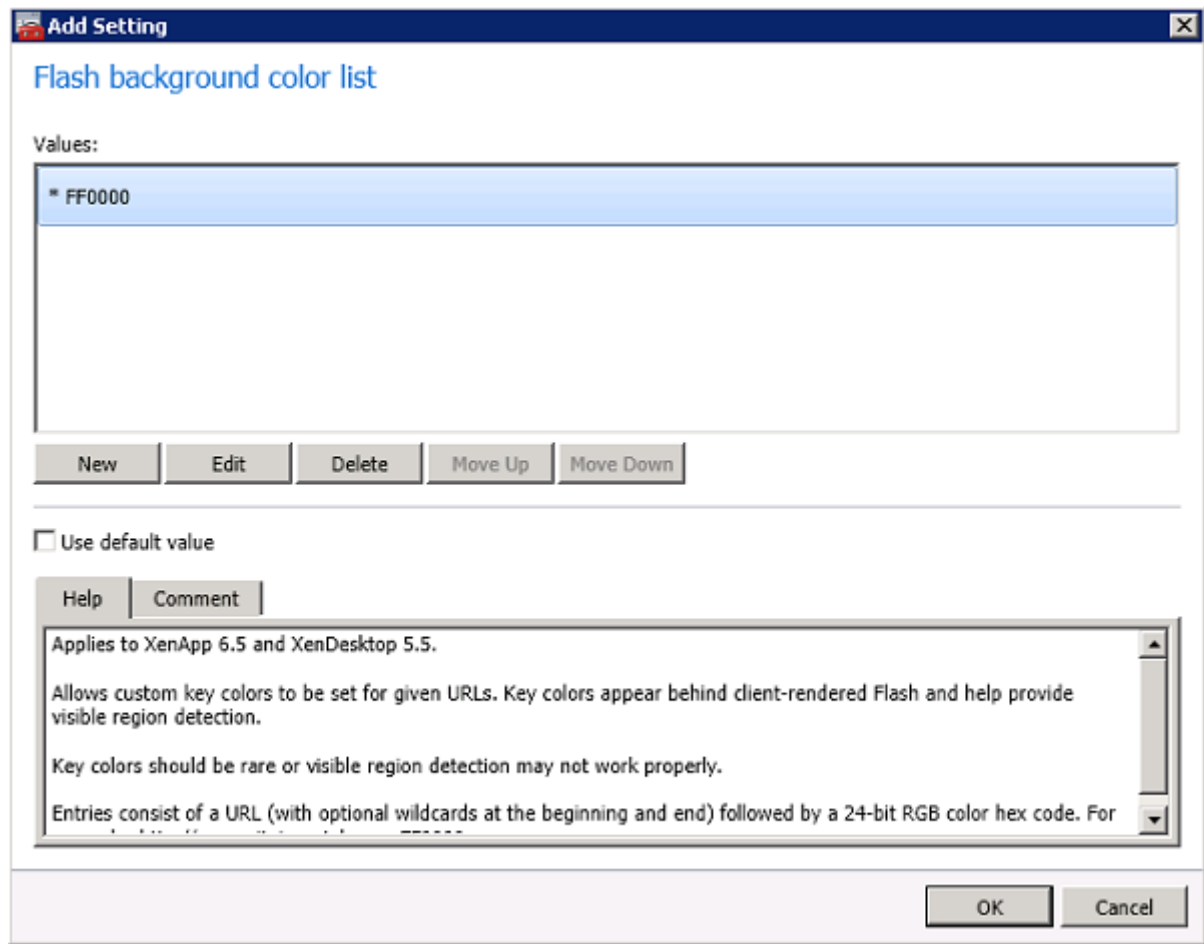 Add Setting
Flash background color list
Values:
* FF0000
New Edit Delete Move Up Move Down
Use default value
Help Comment
Applies to XenApp 6.5 and XenDesktop 5.5.
Allows custom key colors to be set for given URLs. Key colors appear behind client-rendered Flash and help provide
visible region detection.
Key colors should be rare or visible region detection may not work properly.
Entries consist of a URL (with optional wildcards at the beginning and end) followed by a 24-bit RGB color hex code. For
OK Cancel